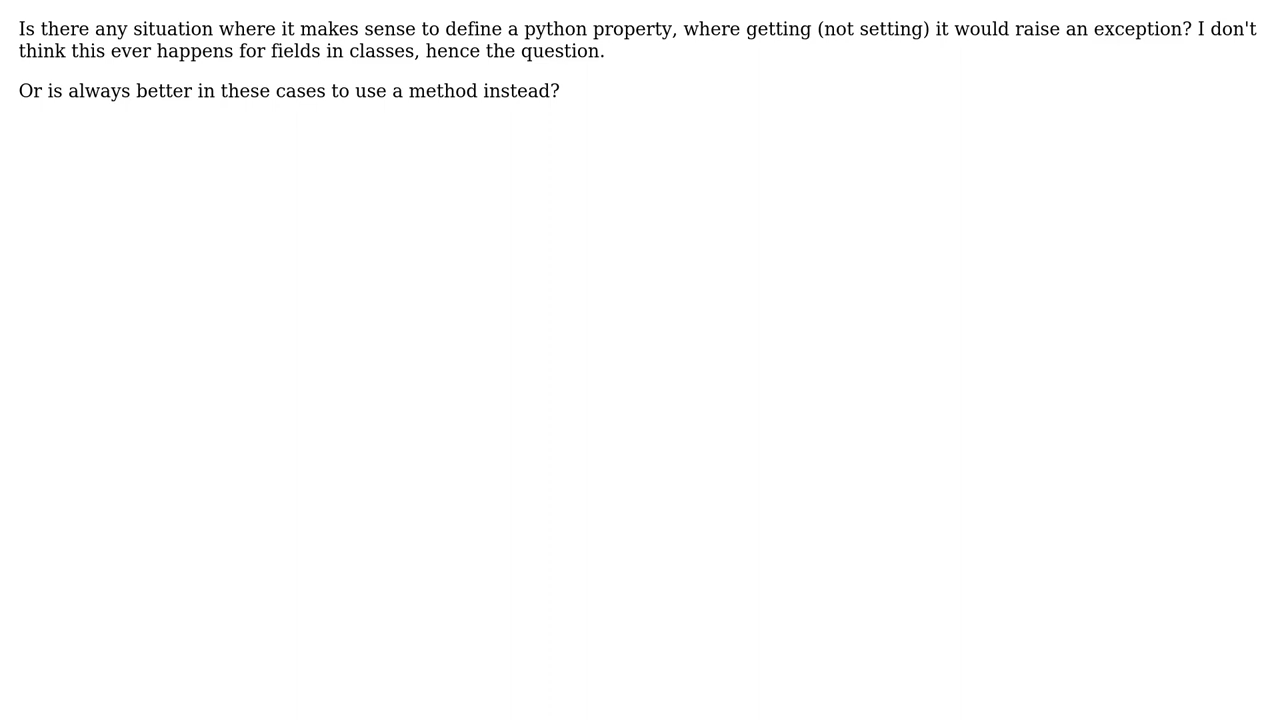 Is there any situation where it makes sense to define a python property, where getting (not setting) it would raise an exception? I don't
think this ever happens for fields in classes, hence the question.
Or is always better in these cases to use a method instead?